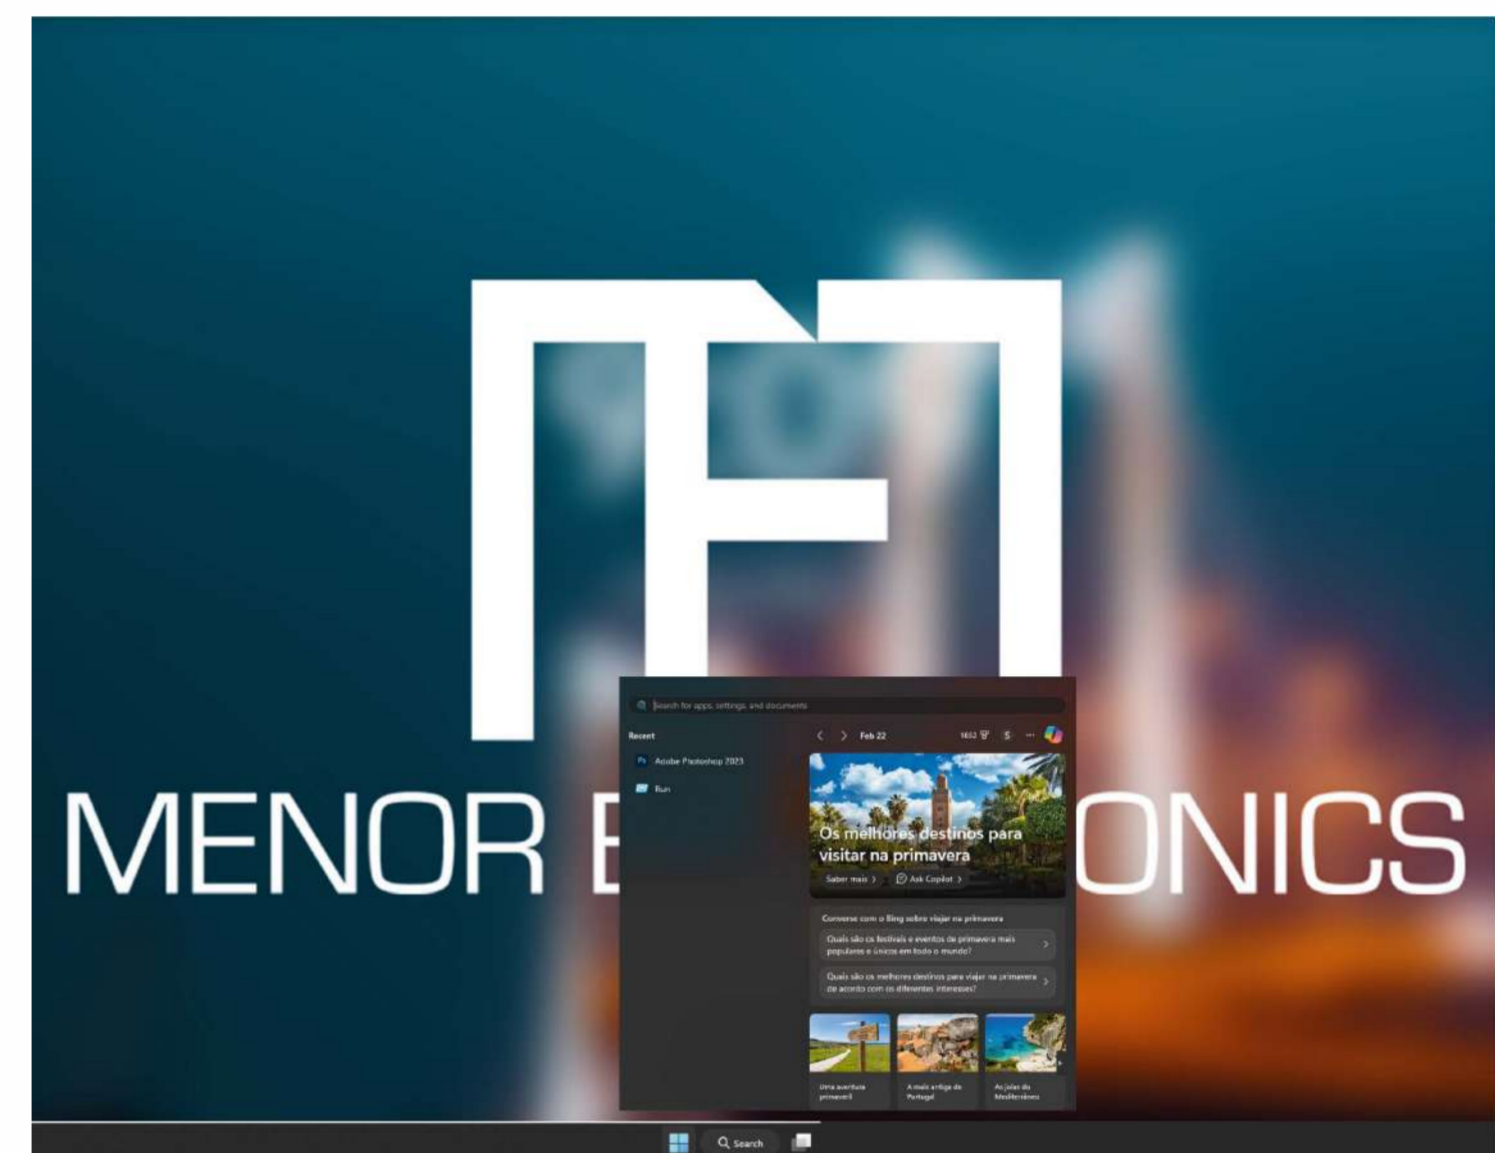 MENOR E
ONICS
Search for apps, settings, and documents
Recent
Adobe Photoshop 2023
Run
Feb 22
S
Os melhores destinos para
visitar na primavera
Saber mais
Ask Copilot
Converse com o Bing sobre viajar na primavera
Quais são os festivais e eventos de primavera mais
populares e únicos em todo o mundo?
Quais são os melhores destinos para viajar na primavera
de acordo com os diferentes interesses?
Uma aventura
primaveril
A mais antiga de
Portugal
As joias do
Mediterrâneo
Search